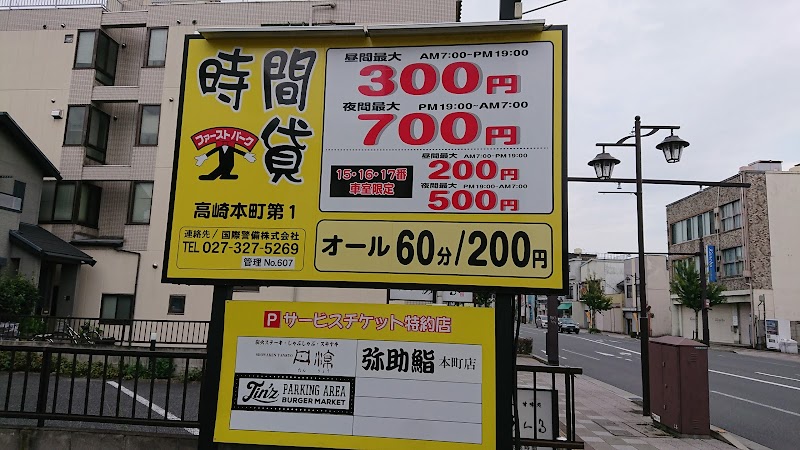 時間貸
ファーストパーク
高崎本町第1
連絡先/国際警備株式会社
TEL 027-327-5269
管理 No.607
昼間最大 AM7:00~PM19:00
300円
夜間最大 PM19:00~AM7:00
700円
15・16・17番
車室限定
昼間最大 AM7:00~PM19:00
200円
夜間最大 PM19:00~AM7:00
500円
オール 60分/200円
P サービスチケット特約店
弥助鮨 本町店
Jin'z PARKING AREA
BURGER MARKET